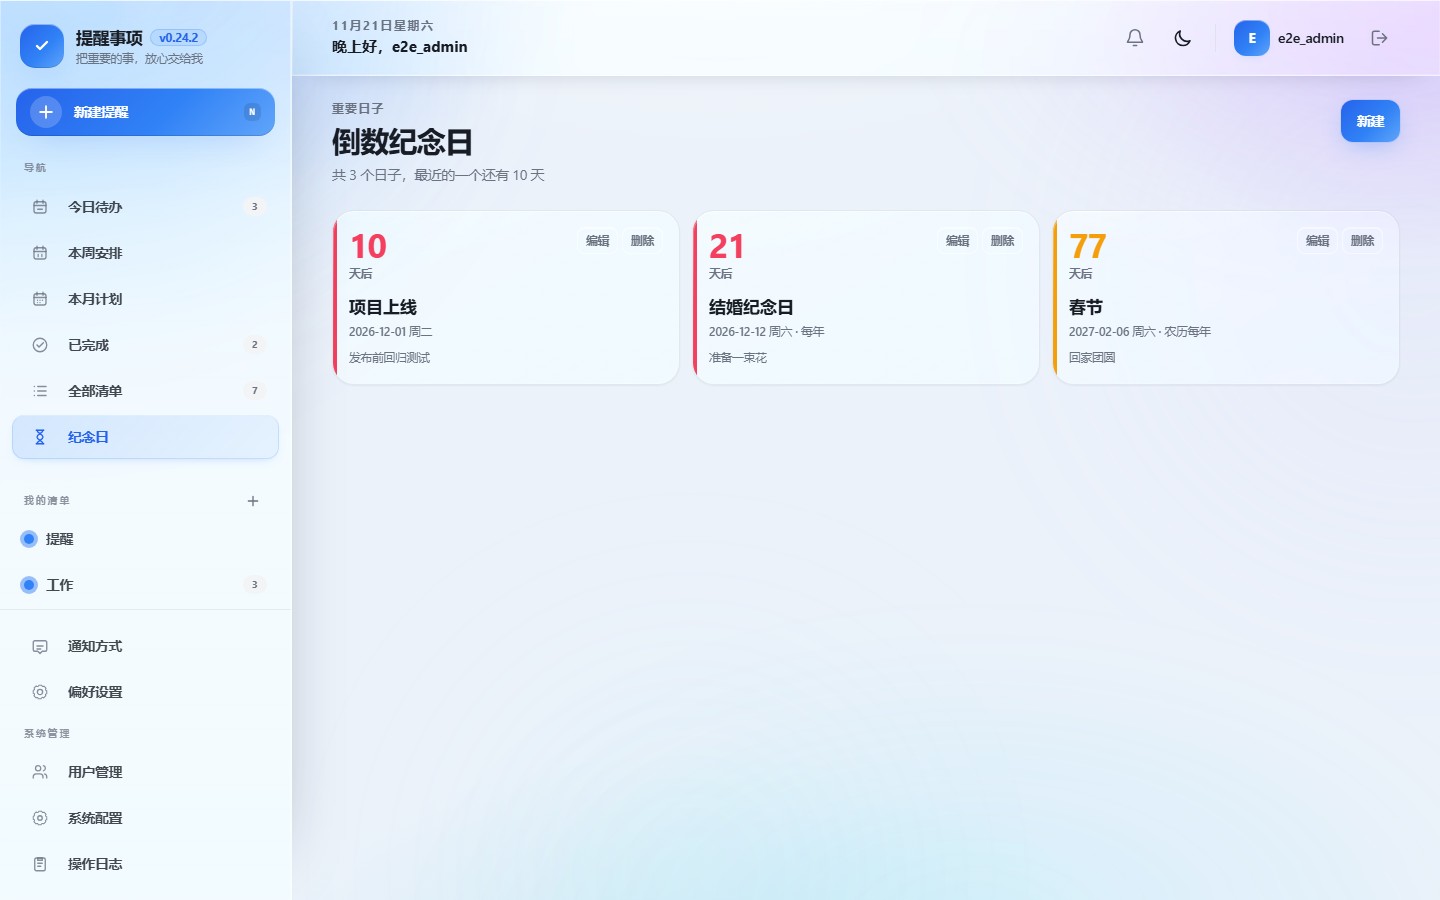 提醒事项 v0.24.2
把重要的事，放心交给我
新建提醒 N
导航
今日待办 3
本周安排
本月计划
已完成 2
全部清单 7
纪念日
我的清单
提醒
工作 3
通知方式
偏好设置
系统管理
用户管理
系统配置
操作日志
11月21日星期六
晚上好，e2e_admin
E e2e_admin
重要日子
倒数纪念日
共 3 个日子，最近的一个还有 10 天
新建
10 编辑 删除
天后
项目上线
2026-12-01 周二
发布前回归测试
21 编辑 删除
天后
结婚纪念日
2026-12-12 周六 · 每年
准备一束花
77 编辑 删除
天后
春节
2027-02-06 周六 · 农历每年
回家团圆